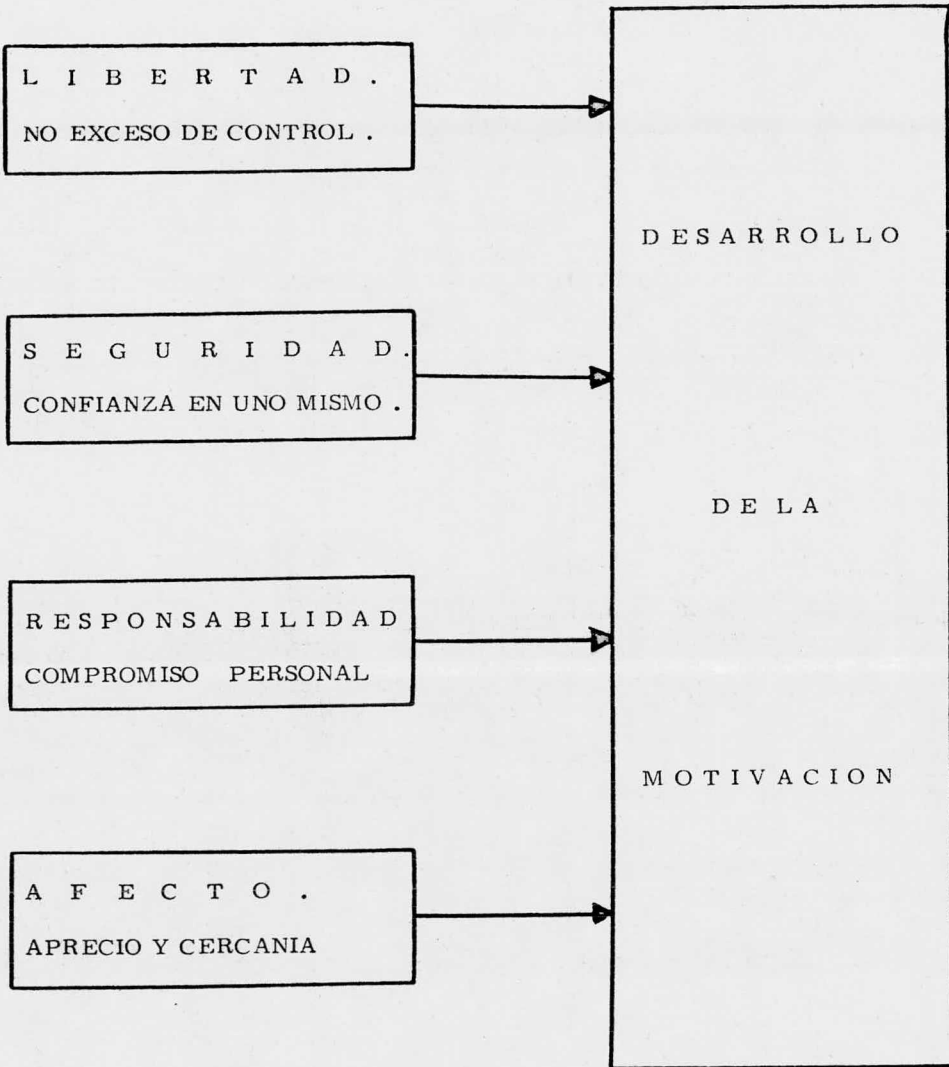 LIBERTAD.
NO EXCESO DE CONTROL.
SEGURIDAD.
CONFIANZA EN UNO MISMO.
RESPONSABILIDAD
COMPROMISO PERSONAL
AFECTO.
APRECIO Y CERCANIA
DESARROLLO
DE LA
MOTIVACION